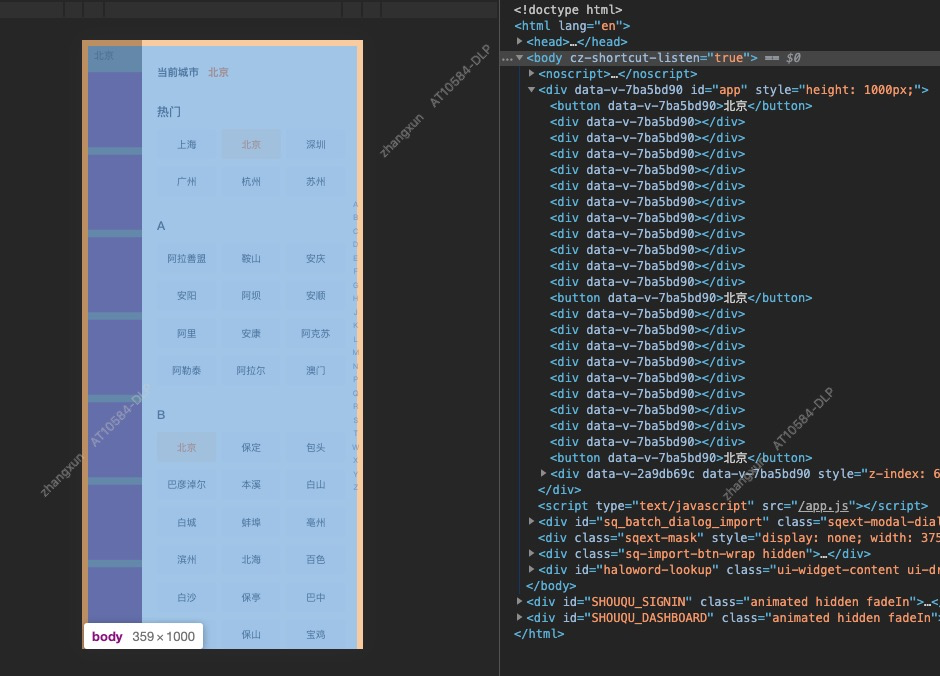 北京
当前城市 北京
热门
上海 北京 深圳
广州 杭州 苏州
A
阿拉善盟 鞍山 安庆
安阳 阿坝 安顺
阿里 安康 阿克苏
阿勒泰 阿拉尔 澳门
B
北京 保定 包头
巴彦淖尔 本溪 白山
白城 蚌埠 亳州
滨州 北海 百色
白沙 保亭 巴中
保山 宝鸡
body 359 × 1000
zhangxun AT10584-DLP
zhangxun AT10584-DLP
zhangxun AT10584-DLP
<!doctype html>
<html lang="en">
<head>…</head>
<body cz-shortcut-listen="true"> == $0
<noscript>…</noscript>
<div data-v-7ba5bd90 id="app" style="height: 1000px;">
<button data-v-7ba5bd90>北京</button>
<div data-v-7ba5bd90></div>
<div data-v-7ba5bd90></div>
<div data-v-7ba5bd90></div>
<div data-v-7ba5bd90></div>
<div data-v-7ba5bd90></div>
<div data-v-7ba5bd90></div>
<div data-v-7ba5bd90></div>
<div data-v-7ba5bd90></div>
<div data-v-7ba5bd90></div>
<div data-v-7ba5bd90></div>
<div data-v-7ba5bd90></div>
<button data-v-7ba5bd90>北京</button>
<div data-v-7ba5bd90></div>
<div data-v-7ba5bd90></div>
<div data-v-7ba5bd90></div>
<div data-v-7ba5bd90></div>
<div data-v-7ba5bd90></div>
<div data-v-7ba5bd90></div>
<div data-v-7ba5bd90></div>
<div data-v-7ba5bd90></div>
<div data-v-7ba5bd90></div>
<button data-v-7ba5bd90>北京</button>
<div data-v-2a9db69c data-v-7ba5bd90 style="z-index: 6
</div>
<script type="text/javascript" src="/app.js"></script>
<div id="sq_batch_dialog_import" class="sqext-modal-dia
<div class="sqext-mask" style="display: none; width: 375
<div class="sq-import-btn-wrap hidden">…</div>
<div id="haloword-lookup" class="ui-widget-content ui-dr
</body>
<div id="SHOUQU_SIGNIN" class="animated hidden fadeIn">…</
<div id="SHOUQU_DASHBOARD" class="animated hidden fadeIn"
</html>